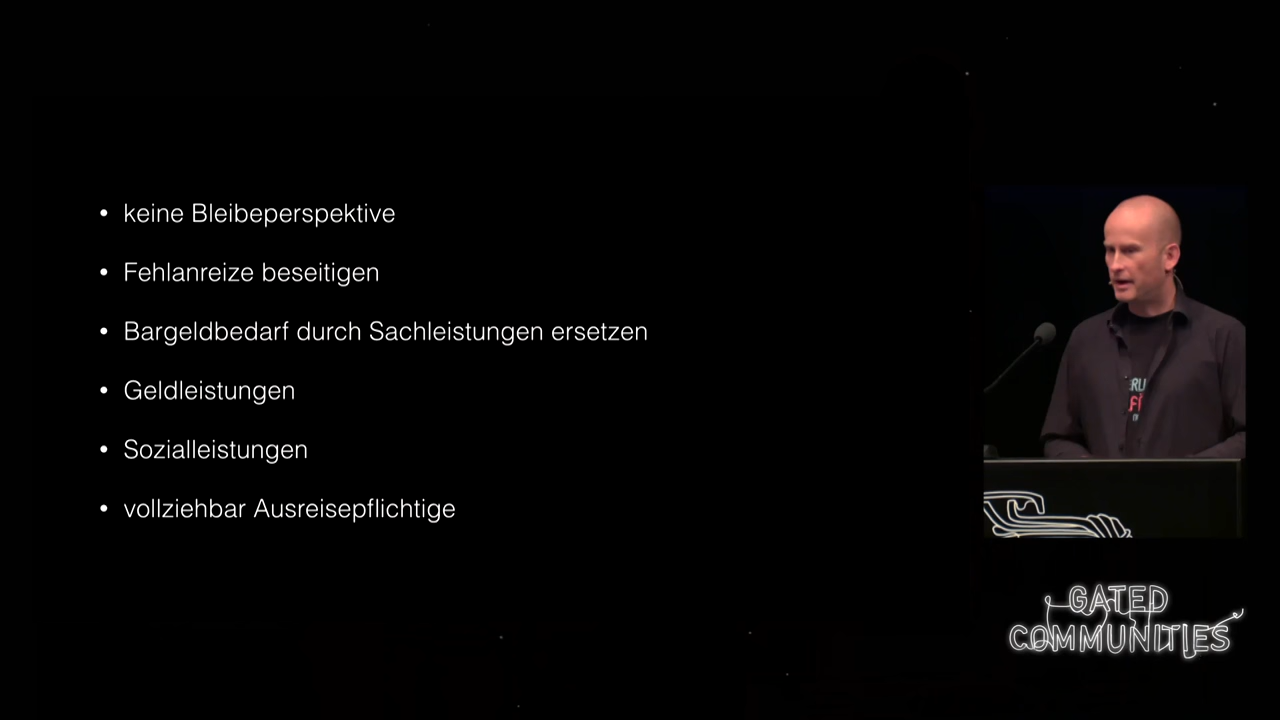 • keine Bleibeperspektive
• Fehlanreize beseitigen
• Bargeldbedarf durch Sachleistungen ersetzen
• Geldleistungen
• Sozialleistungen
• vollziehbar Ausreisepflichtige
GATED
COMMUNITIES